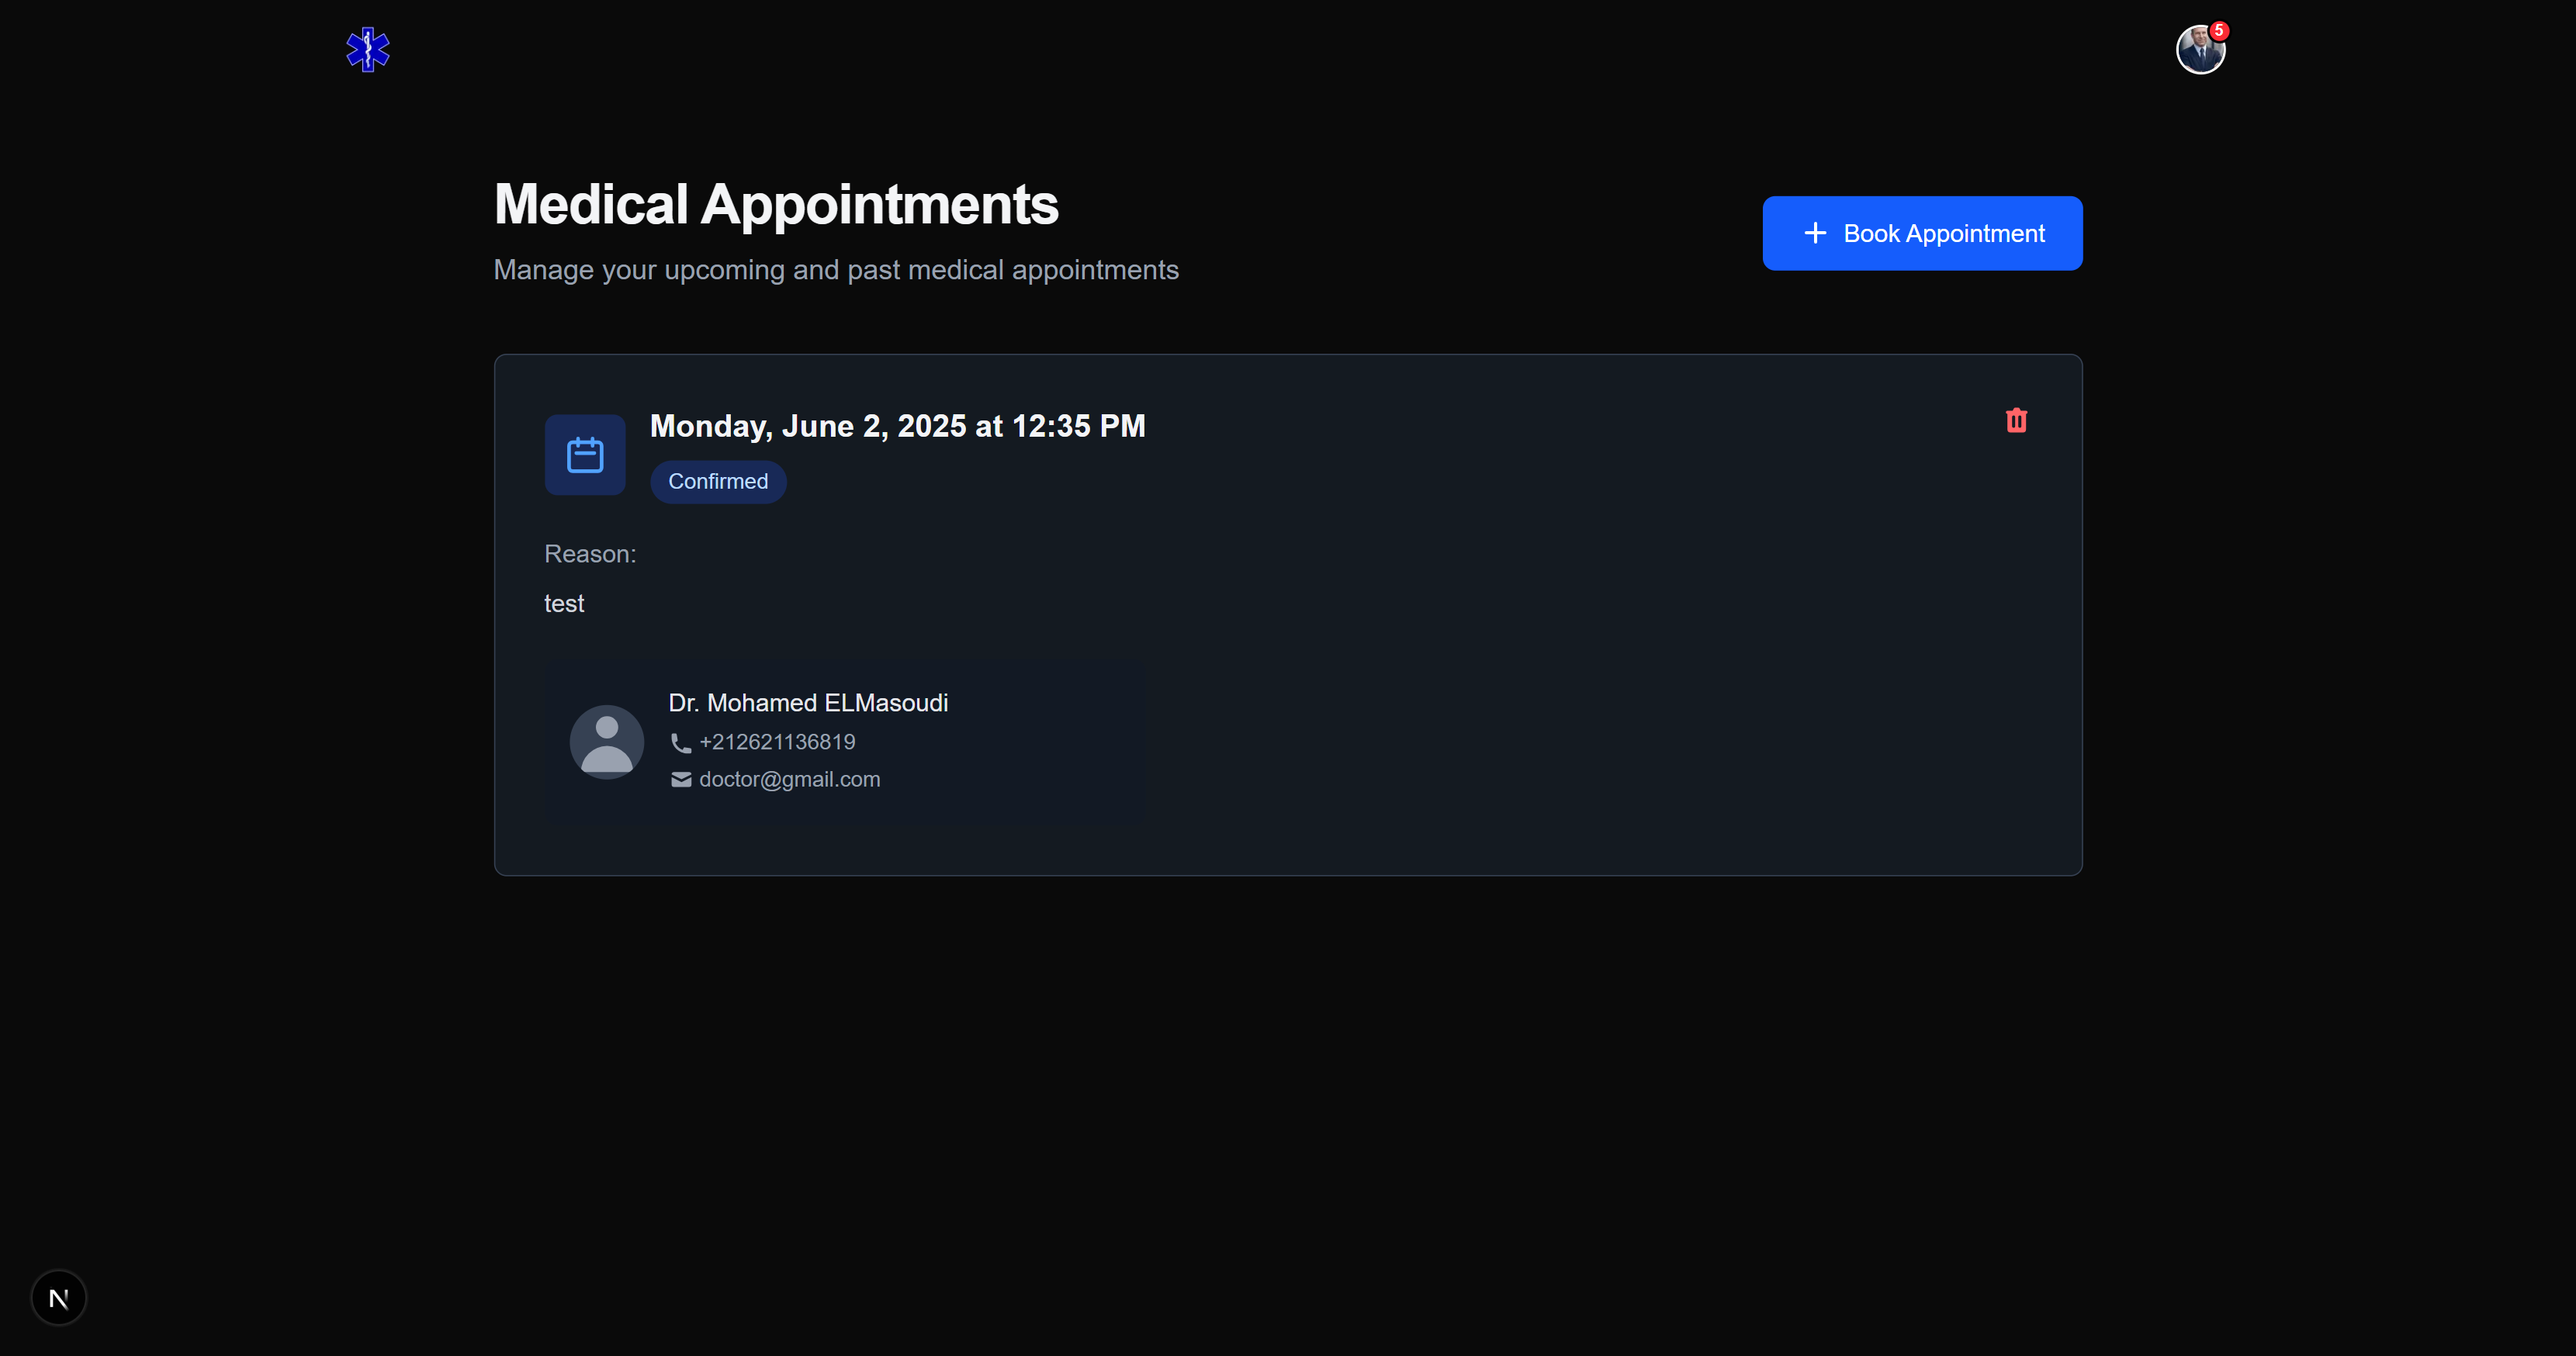 5
Medical Appointments
Manage your upcoming and past medical appointments
Book Appointment
Monday, June 2, 2025 at 12:35 PM
Confirmed
Reason:
test
Dr. Mohamed ELMasoudi
+212621136819
doctor@gmail.com
N